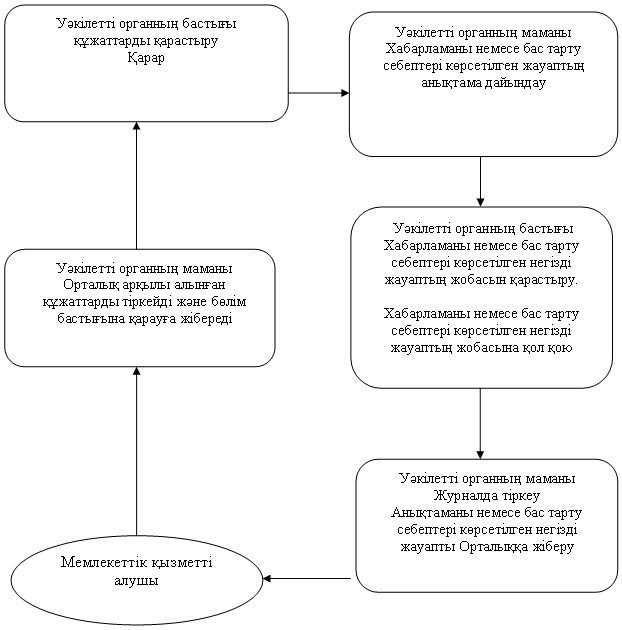 Уәкілетті органның бастығы
құжаттарды қарастыру
Қарар
Уәкілетті органның маманы
Хабарламаны немесе бас тарту
себептері көрсетілген жауаптың
анықтама дайындау
Уәкілетті органның бастығы
Хабарламаны немесе бас тарту
себептері көрсетілген негізді
жауаптың жобасын қарастыру.
Хабарламаны немесе бас тарту
себептері көрсетілген негізді
жауаптың жобасына қол қою
Уәкілетті органның маманы
Орталық арқылы алынған
құжаттарды тіркейді және бөлім
бастығына қарауға жібереді
Уәкілетті органның маманы
Журналда тіркеу
Анықтаманы немесе бас тарту
себептері көрсетілген негізді
жауапты Орталыққа жіберу
Мемлекеттік қызметті
алушы